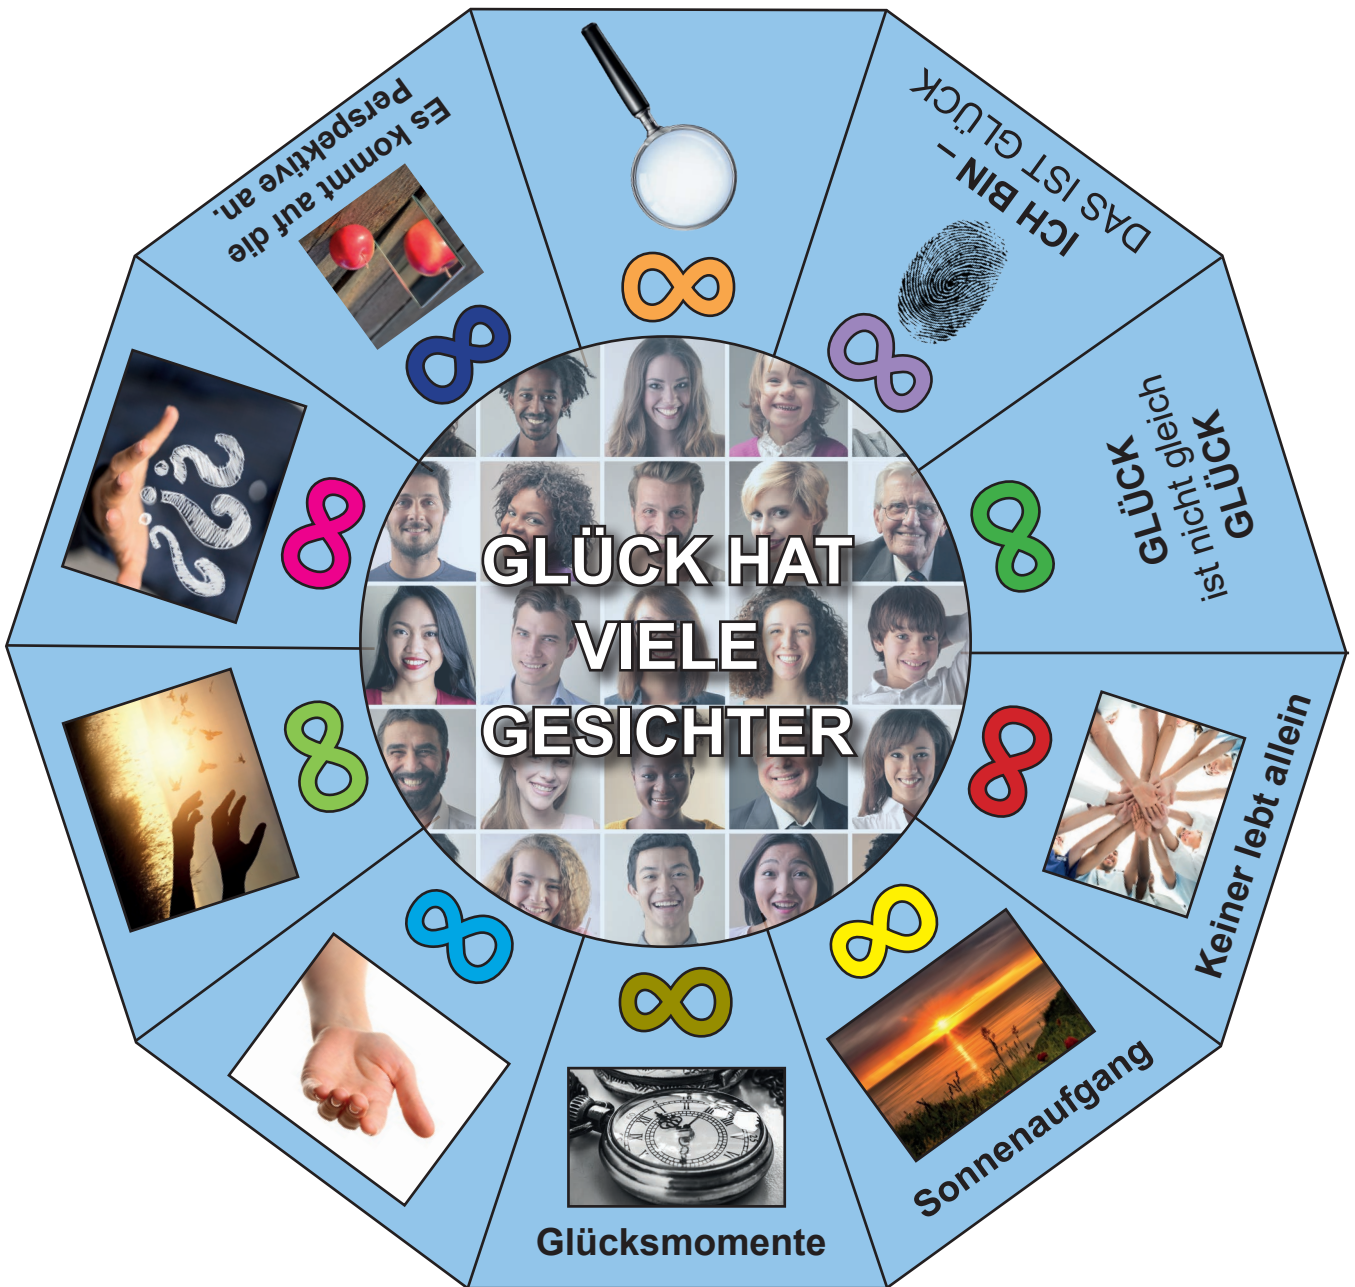 GLÜCK HAT
VIELE
GESICHTER
ICH BIN –
DAS IST GLÜCK
GLÜCK
ist nicht gleich
GLÜCK
Keiner lebt allein
Sonnenaufgang
Glücksmomente
Es kommt auf die
Perspektive an.
???